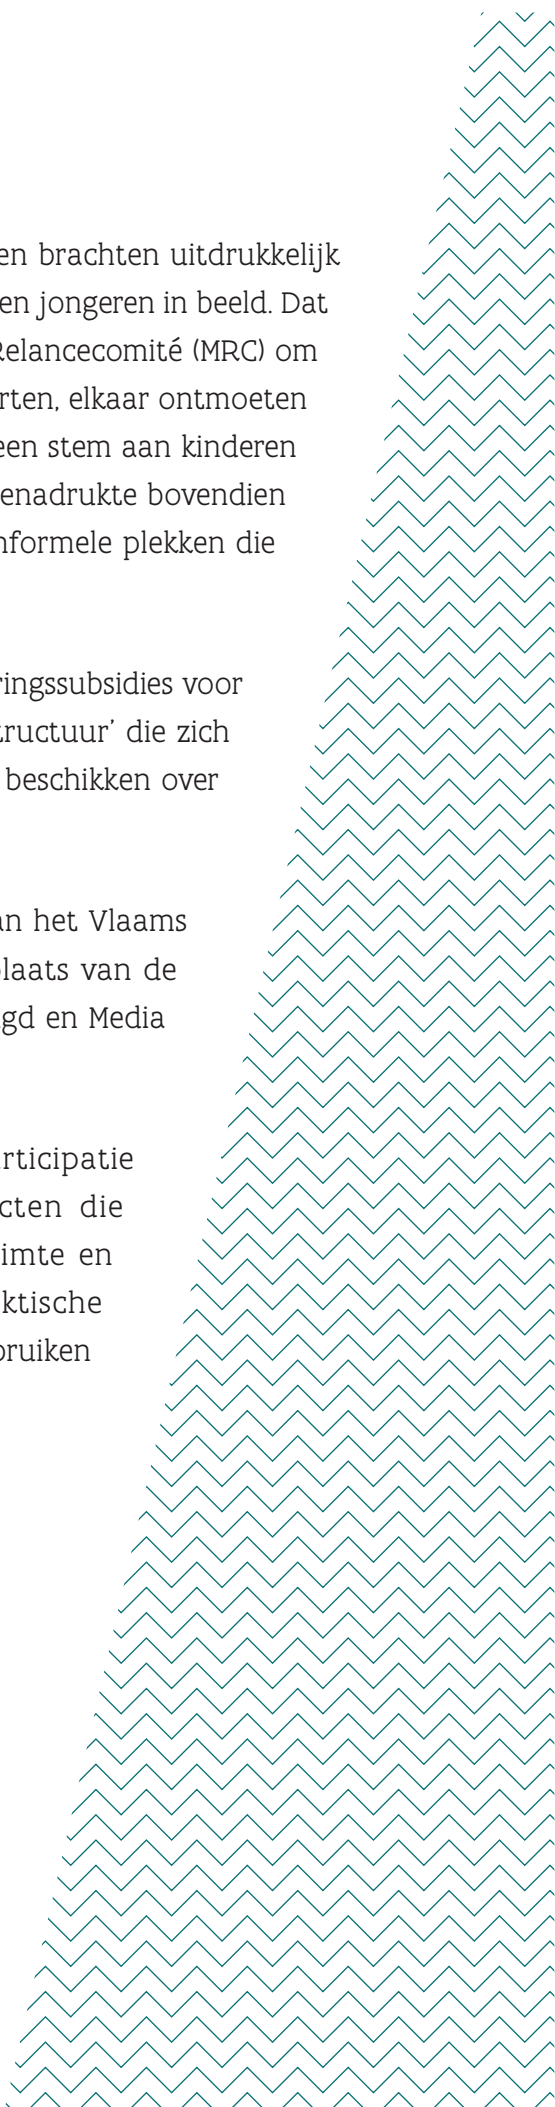 en brachten uitdrukkelijk
en jongeren in beeld. Dat
Relancecomité (MRC) om
rten, elkaar ontmoeten
een stem aan kinderen
enadrukte bovendien
nformele plekken die
ringssubsidies voor
tructuur’ die zich
beschikken over
an het Vlaams
plaats van de
gd en Media
rticipatie
cten die
imte en
ktische
bruiken